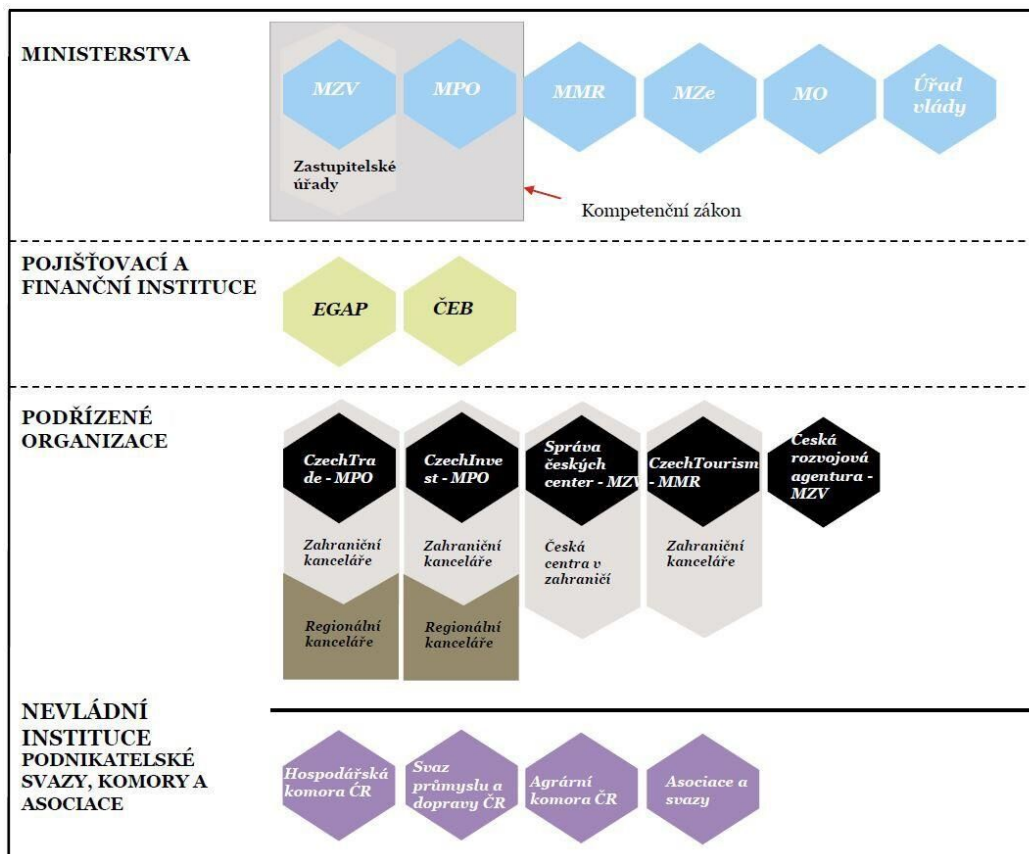 MINISTERSTVA
MZV
MPO
MMR
MZe
MO
Úřad
vlády
Zastupitelské
úřady
Kompetenční zákon
POJIŠŤOVACÍ A
FINANČNÍ INSTITUCE
EGAP
ČEB
PODŘÍZENÉ
ORGANIZACE
CzechTra
de - MPO
CzechInve
st - MPO
Správa
českých
center - MZV
CzechTourism
- MMR
Česká
rozvojová
agentura -
MZV
Zahraniční
kanceláře
Zahraniční
kanceláře
Česká
centra v
zahraničí
Zahraniční
kanceláře
Regionální
kanceláře
Regionální
kanceláře
NEVLÁDNÍ
INSTITUCE
PODNIKATELSKÉ
SVAZY, KOMORY A
ASOCIACE
Hospodářská
komora ČR
Svaz
průmyslu a
dopravy ČR
Agrární
komora ČR
Asociace a
svazy